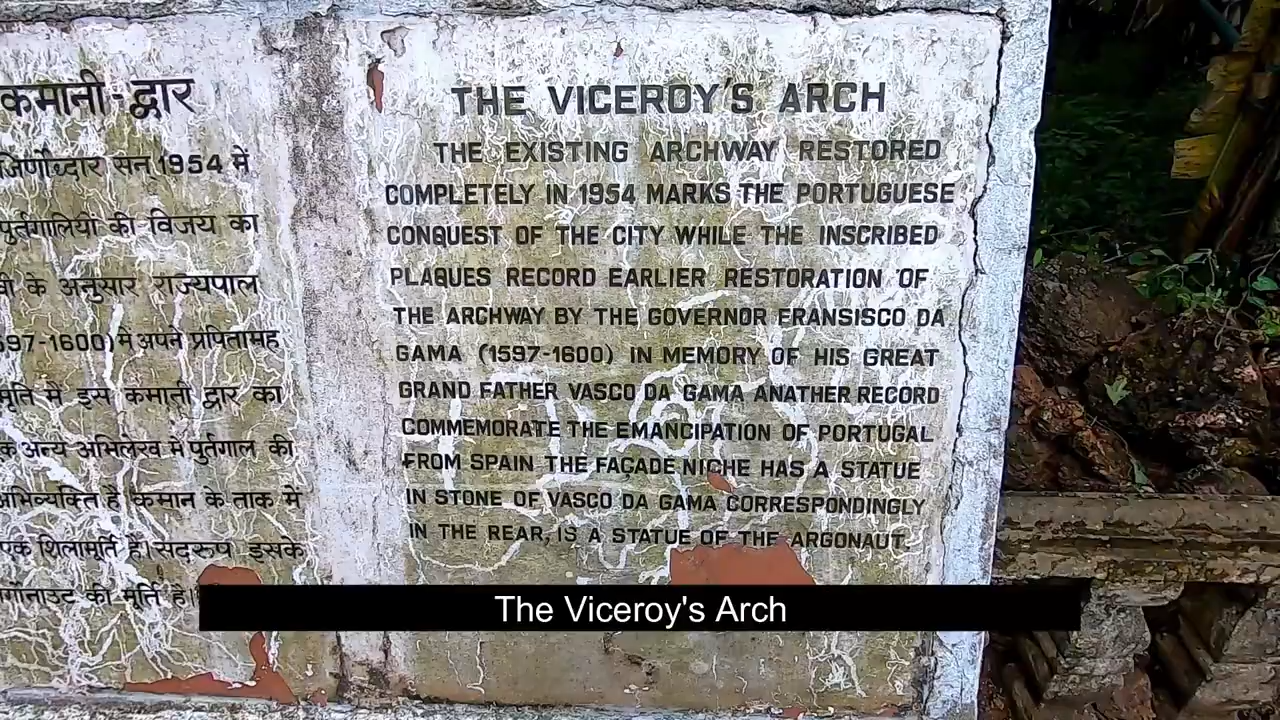 कमानी-द्वार
जिर्णोध्दार सन 1954 में
पुर्तगालियों की विजय का
के अनुसार राज्यपाल
597-1600) में अपने प्रपितामह
में इस कमानी द्वार का
अन्य अभिलेख में पुर्तगाल की
अभिव्यक्ति है कमान के ताक में
एक शिलामूर्ति है। सदरूप इसके
की मूर्ति है।
THE VICEROY'S ARCH
THE EXISTING ARCHWAY RESTORED
COMPLETELY IN 1954 MARKS THE PORTUGUESE
CONQUEST OF THE CITY WHILE THE INSCRIBED
PLAQUES RECORD EARLIER RESTORATION OF
THE ARCHWAY BY THE GOVERNOR FRANSISCO DA
GAMA (1597-1600) IN MEMORY OF HIS GREAT
GRAND FATHER VASCO DA GAMA ANATHER RECORD
COMMEMORATE THE EMANCIPATION OF PORTUGAL
FROM SPAIN THE FAÇADE NICHE HAS A STATUE
IN STONE OF VASCO DA GAMA CORRESPONDINGLY
IN THE REAR, IS A STATUE OF THE ARGONAUT.
The Viceroy's Arch